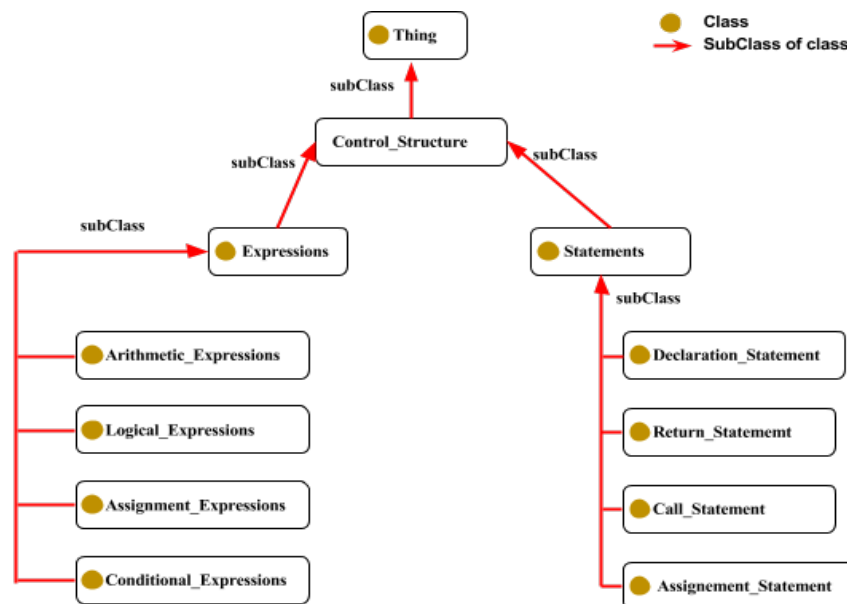 Thing
Class
SubClass of class
subClass
Control_Structure
subClass
subClass
subClass
Expressions
Statements
subClass
Arithmetic_Expressions
Declaration_Statement
Logical_Expressions
Return_Statememt
Assignment_Expressions
Call_Statement
Conditional_Expressions
Assignement_Statement